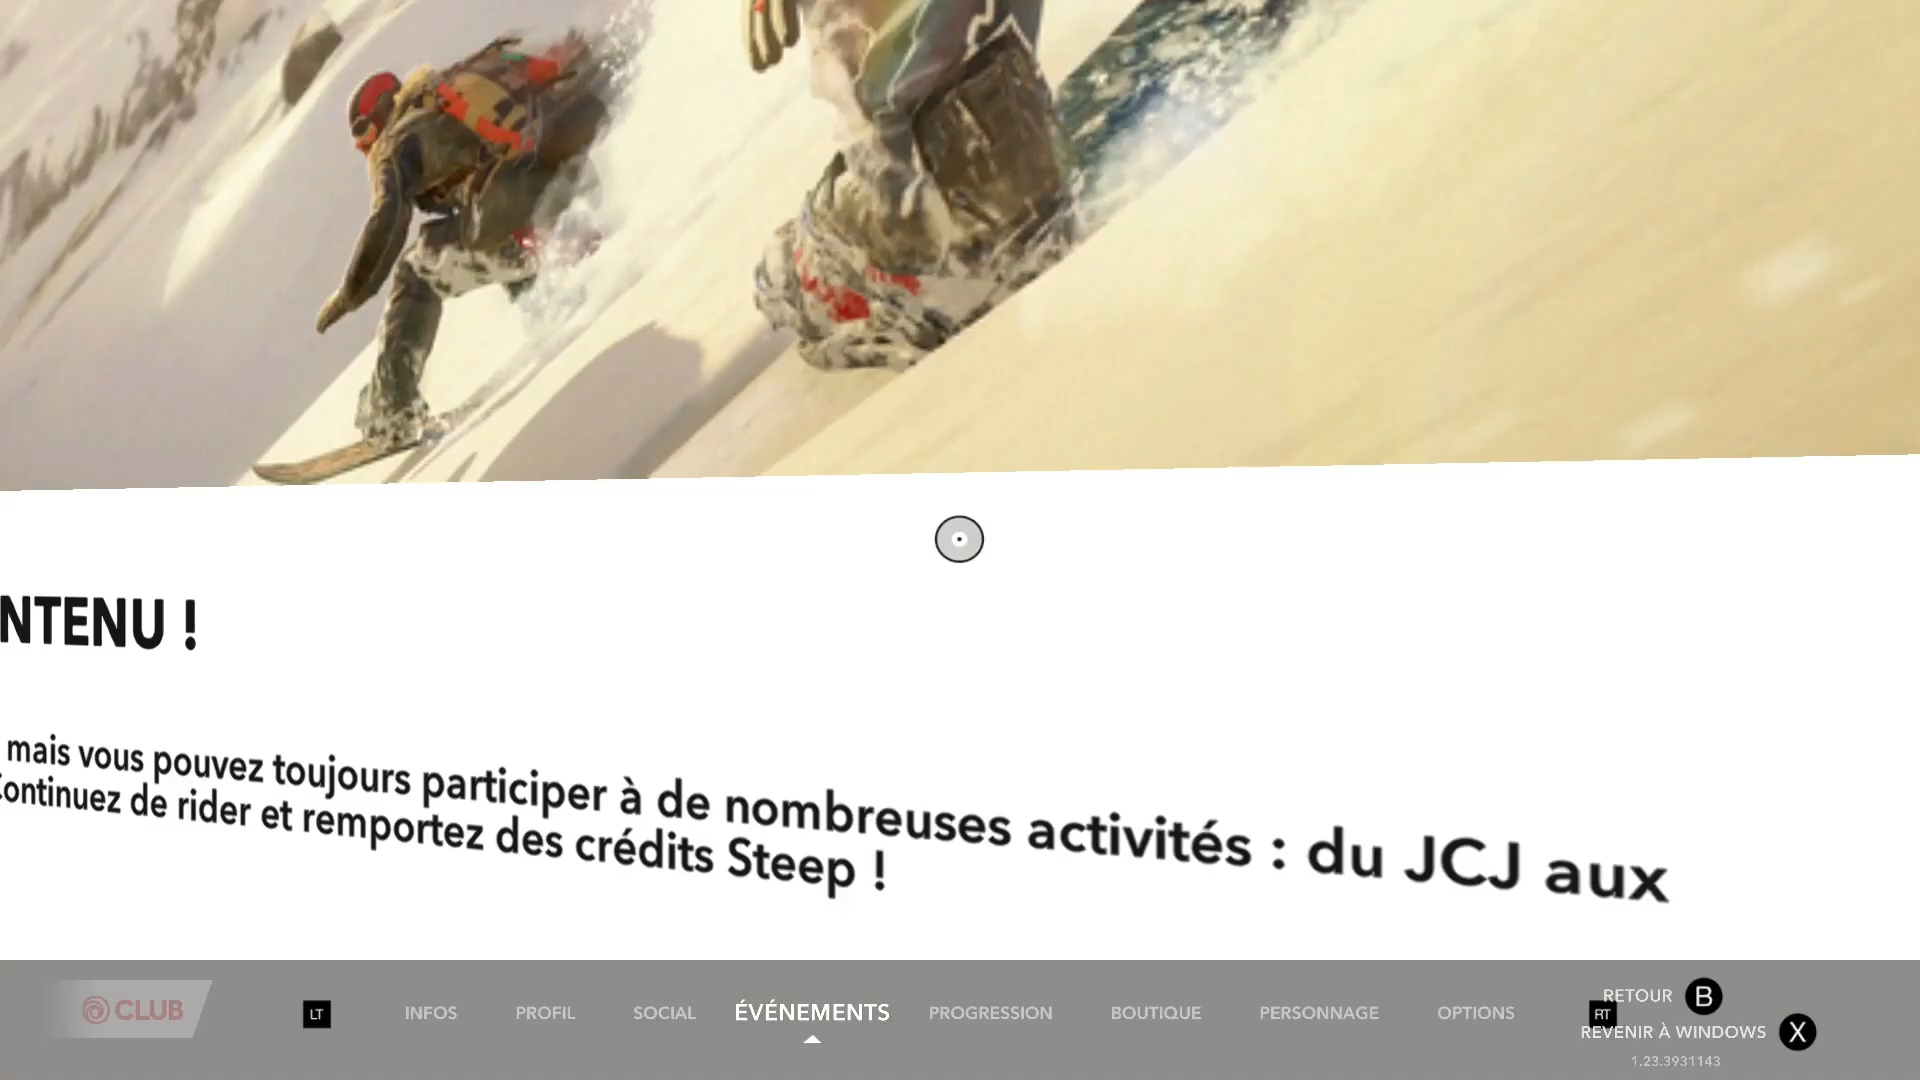 NTENU !
mais vous pouvez toujours participer à de nombreuses activités : du JCJ aux
Continuez de rider et remportez des crédits Steep !
CLUB
LT
INFOS
PROFIL
SOCIAL
ÉVÉNEMENTS
PROGRESSION
BOUTIQUE
PERSONNAGE
OPTIONS
RT
RETOUR B
REVENIR À WINDOWS X
1.23.3931143